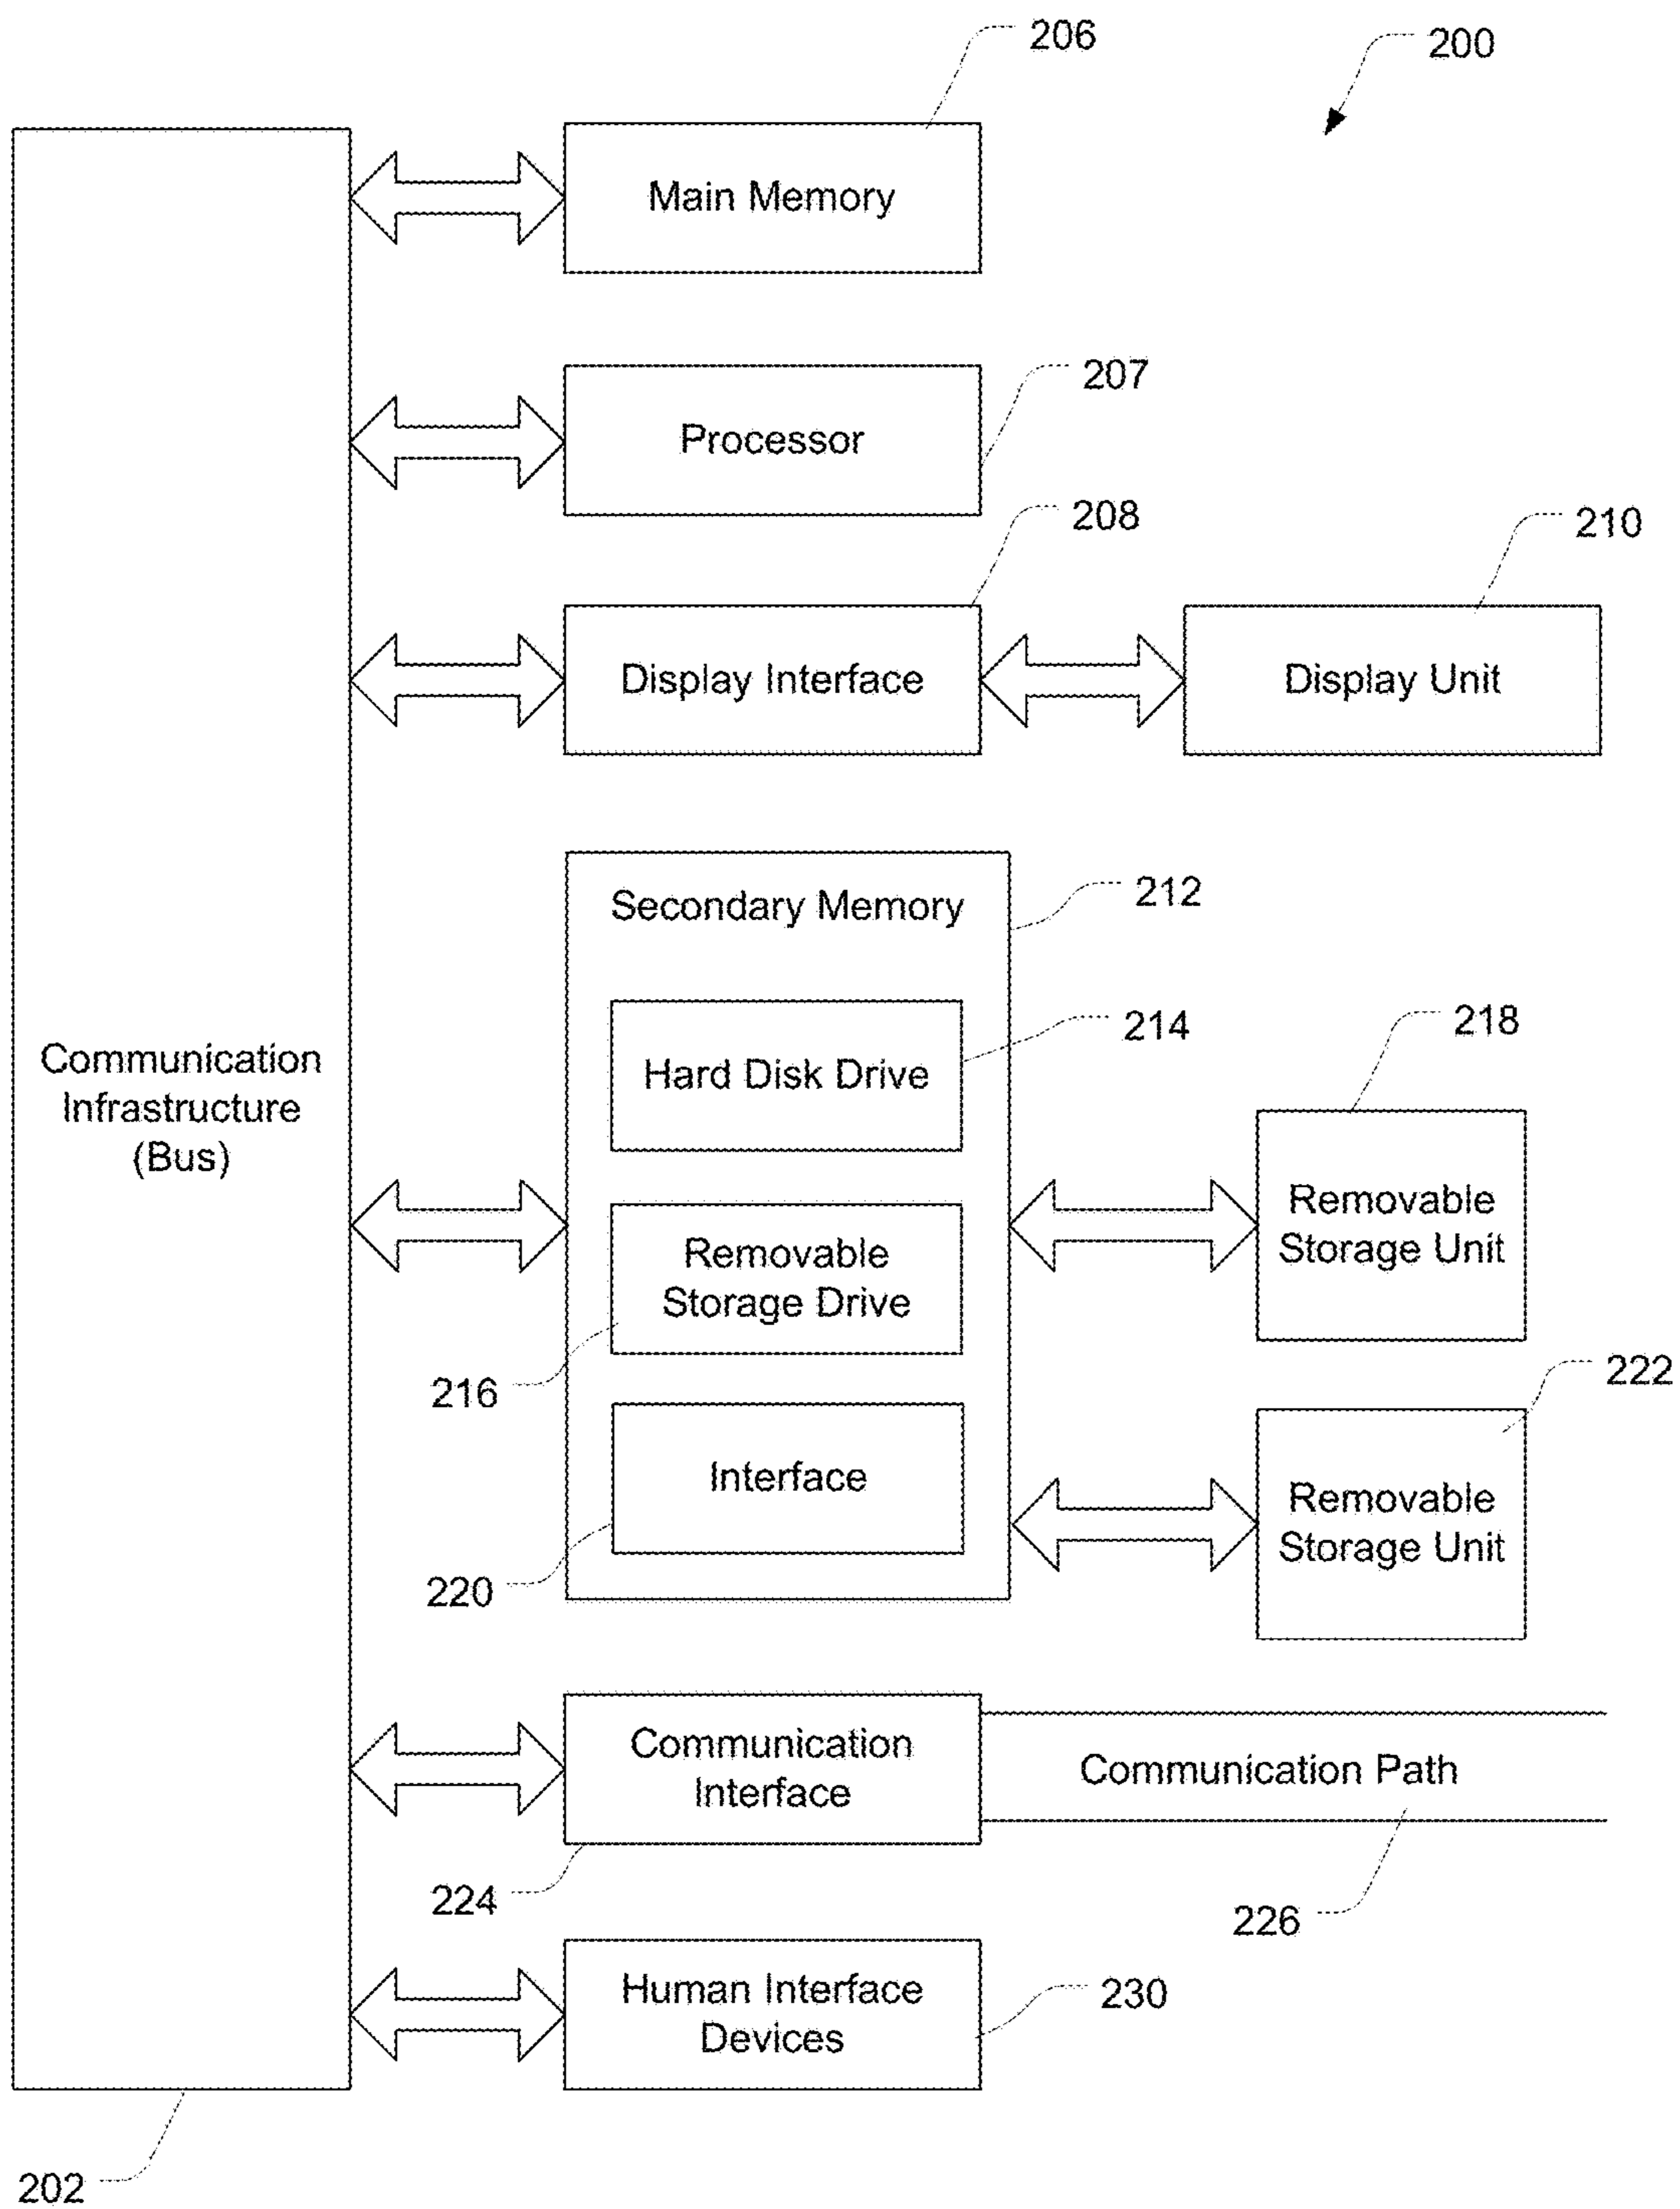 206
200
Main Memory
207
Processor
208
210
Display Interface
Display Unit
Secondary Memory
212
Hard Disk Drive
214
218
Communication
Infrastructure
(Bus)
Removable
Storage Drive
216
Removable
Storage Unit
222
Interface
220
Removable
Storage Unit
Communication
Interface
Communication Path
224
226
Human Interface
Devices
230
202